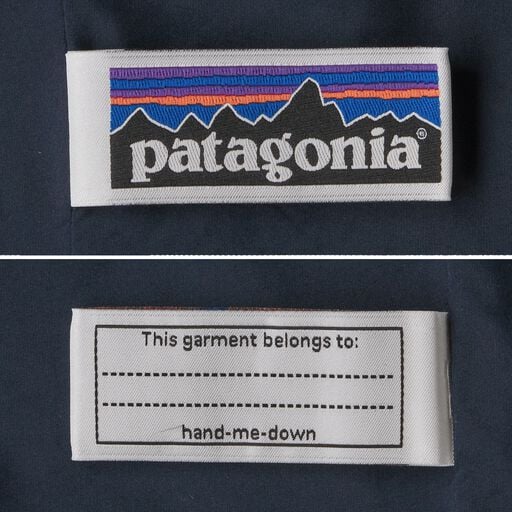 patagonia®
This garment belongs to:
hand-me-down